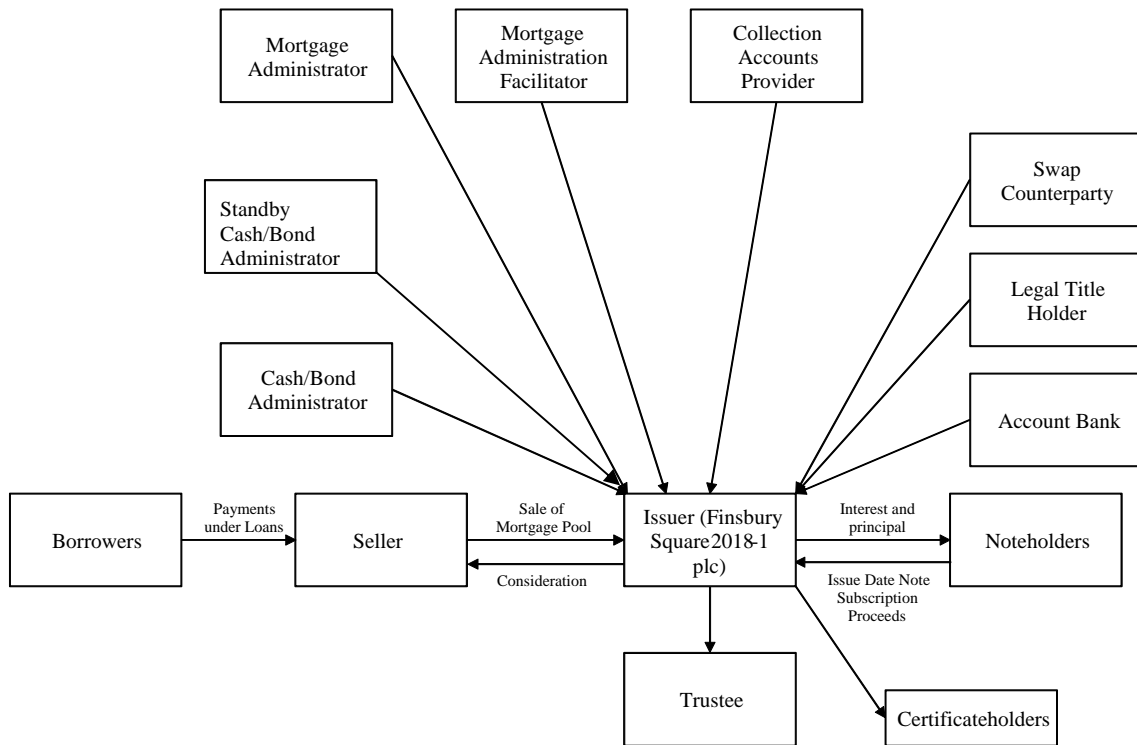 Mortgage
Administrator
Mortgage
Administration
Facilitator
Collection
Accounts
Provider
Swap
Counterparty
Standby
Cash/Bond
Administrator
Legal Title
Holder
Cash/Bond
Administrator
Account Bank
Borrowers
Payments
under Loans
Seller
Sale of
Mortgage Pool
Consideration
Issuer (Finsbury
Square2018-1
plc)
Interest and
principal
Issue Date Note
Subscription
Proceeds
Noteholders
Trustee
Certificateholders